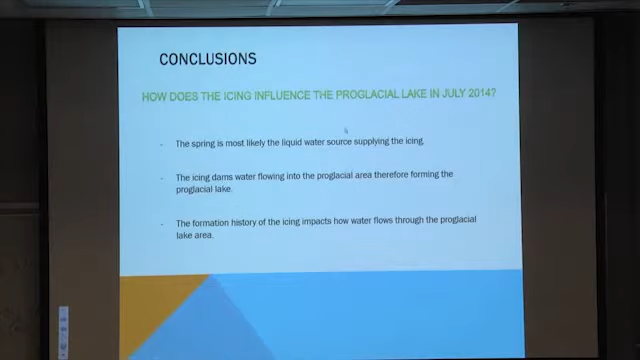 CONCLUSIONS
HOW DOES THE ICING INFLUENCE THE PROGLACIAL LAKE IN JULY 2014?
- The spring is most likely the liquid water source supplying the icing.
- The icing dams water flowing into the proglacial area therefore forming the
proglacial lake.
- The formation history of the icing impacts how water flows through the proglacial
lake area.